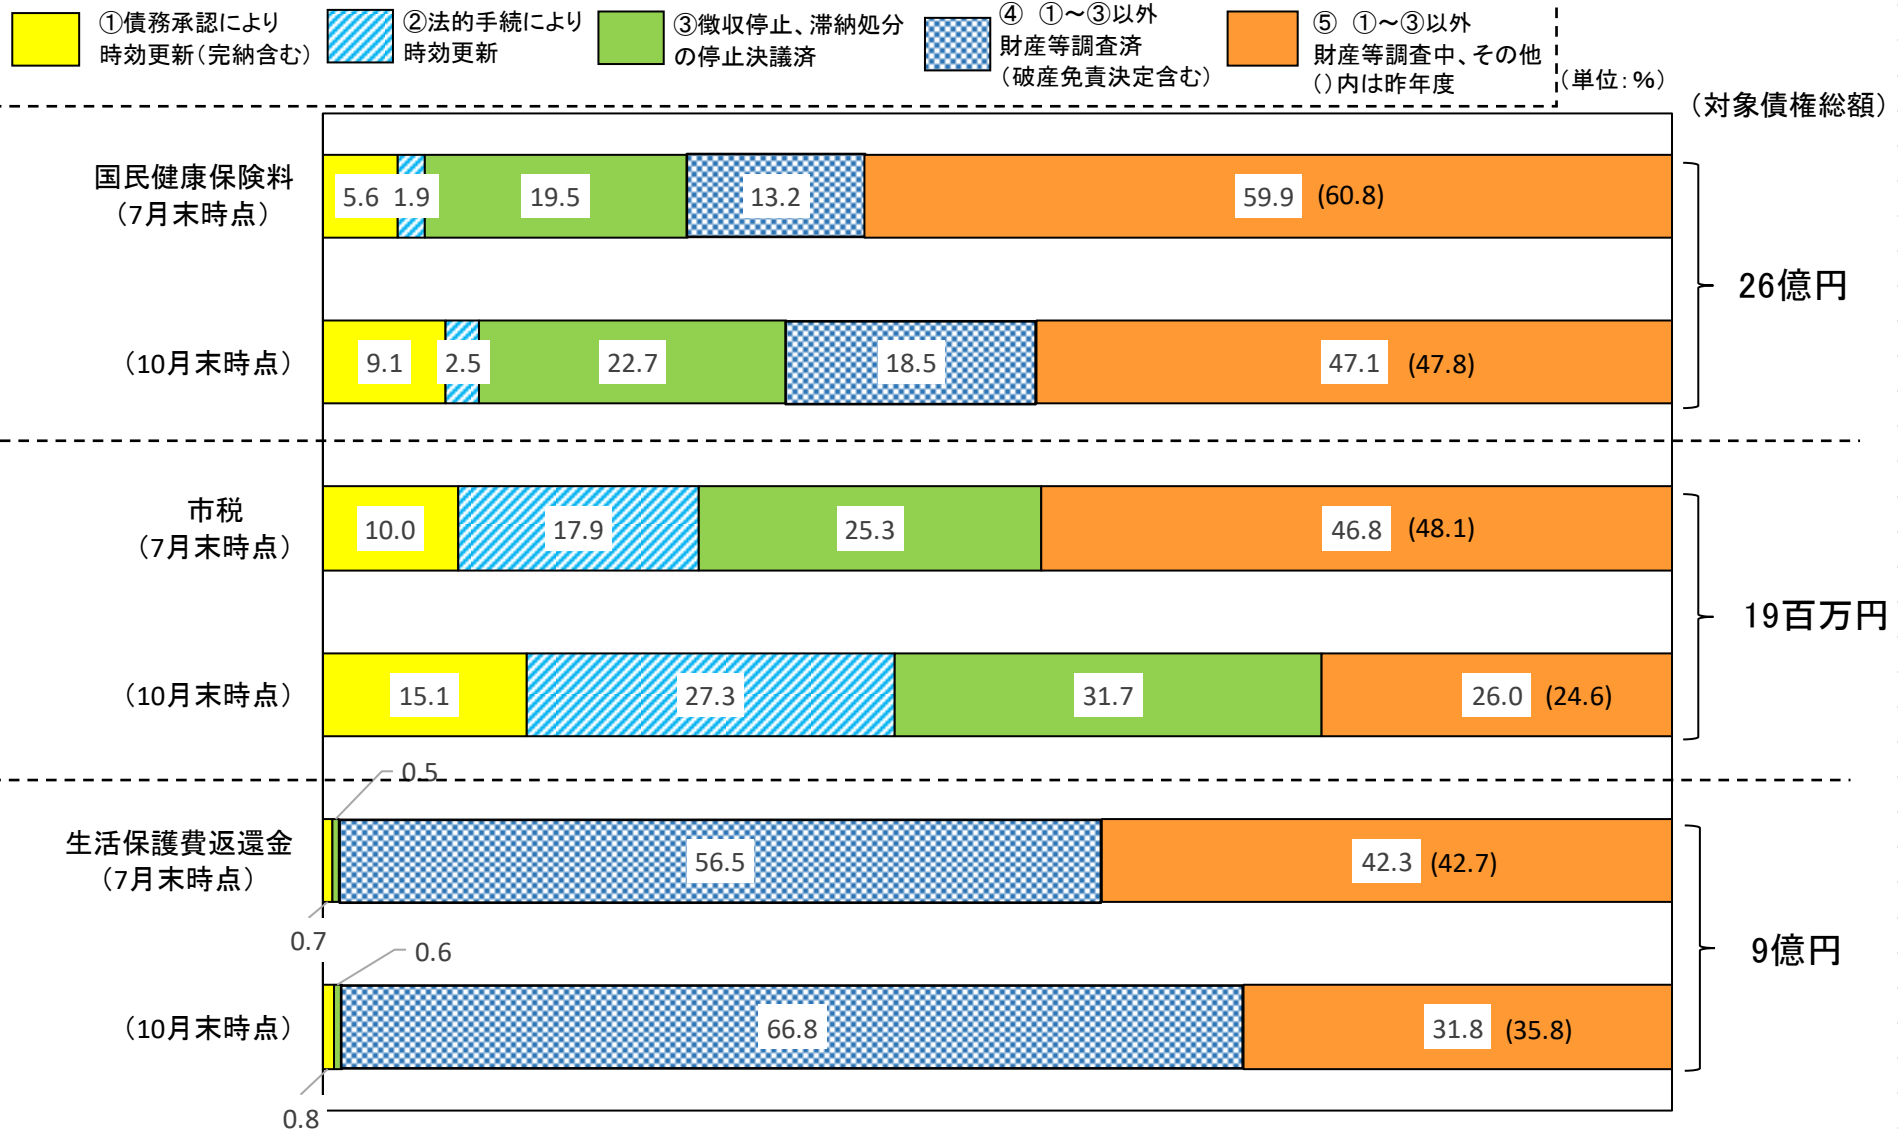 ①債務承認により
時効更新（完納含む）
②法的手続により
時効更新
③徴収停止、滞納処分
の停止決議済
④　①～③以外
財産等調査済
（破産免責決定含む）
⑤　①～③以外
財産等調査中、その他
（）内は昨年度
（単位：％）
（対象債権総額）
国民健康保険料
（7月末時点）
5.6 1.9 19.5 13.2 59.9 (60.8)
26億円
（10月末時点）
9.1 2.5 22.7 18.5 47.1 (47.8)
市税
（7月末時点）
10.0 17.9 25.3 46.8 (48.1)
19百万円
（10月末時点）
15.1 27.3 31.7 26.0 (24.6)
0.5
生活保護費返還金
（7月末時点）
56.5 42.3 (42.7)
0.7
9億円
0.6
（10月末時点）
66.8 31.8 (35.8)
0.8